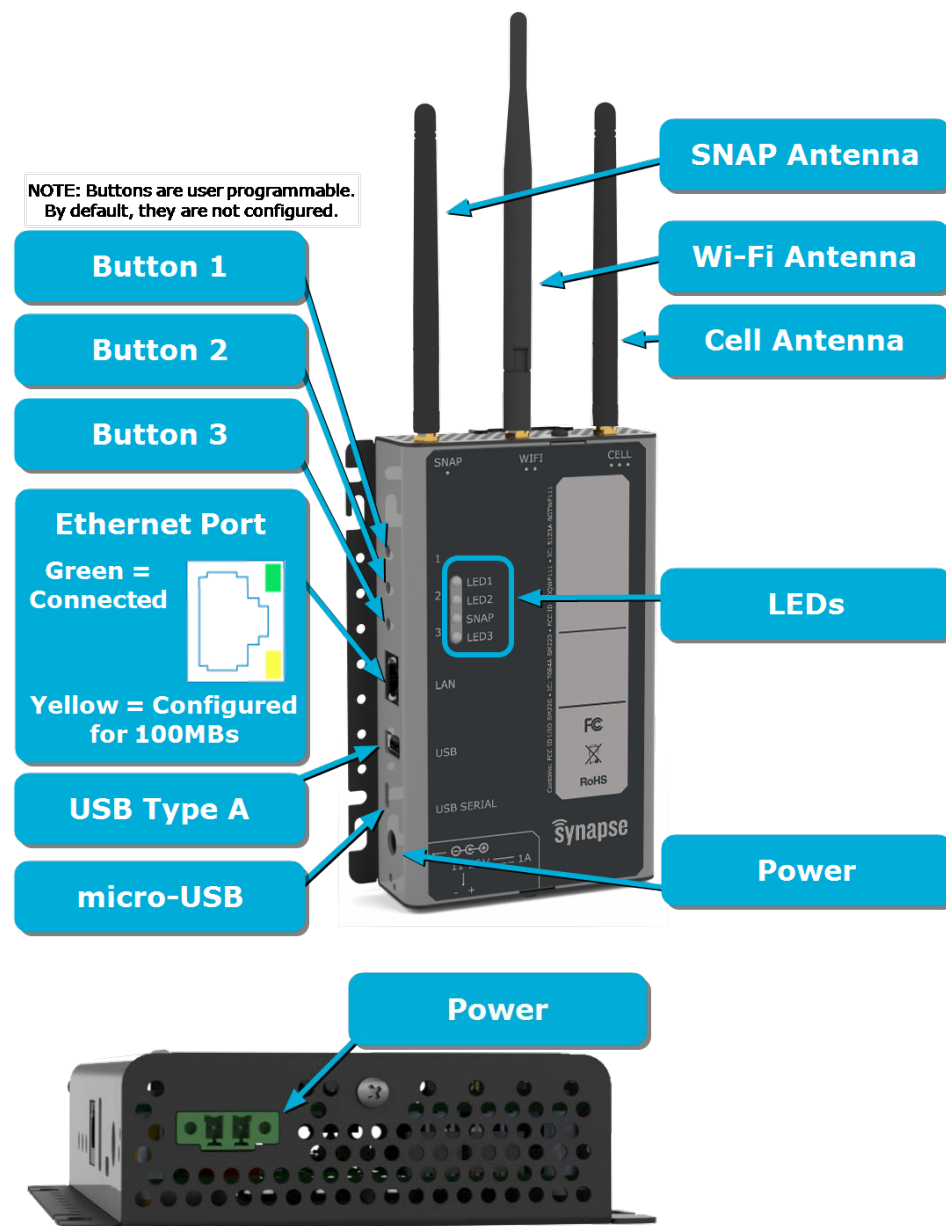 SNAP Antenna
NOTE: Buttons are user programmable.
By default, they are not configured.
Button 1
Wi-Fi Antenna
Button 2
Cell Antenna
Button 3
Ethernet Port
Green =
Connected
Yellow = Configured
for 100MBs
USB Type A
micro-USB
SNAP
WIFI
CELL
1
2
3
LED1
LED2
SNAP
LED3
LEDs
LAN
USB
USB SERIAL
1A
- +
FC
RoHS
synapse
Power
Power